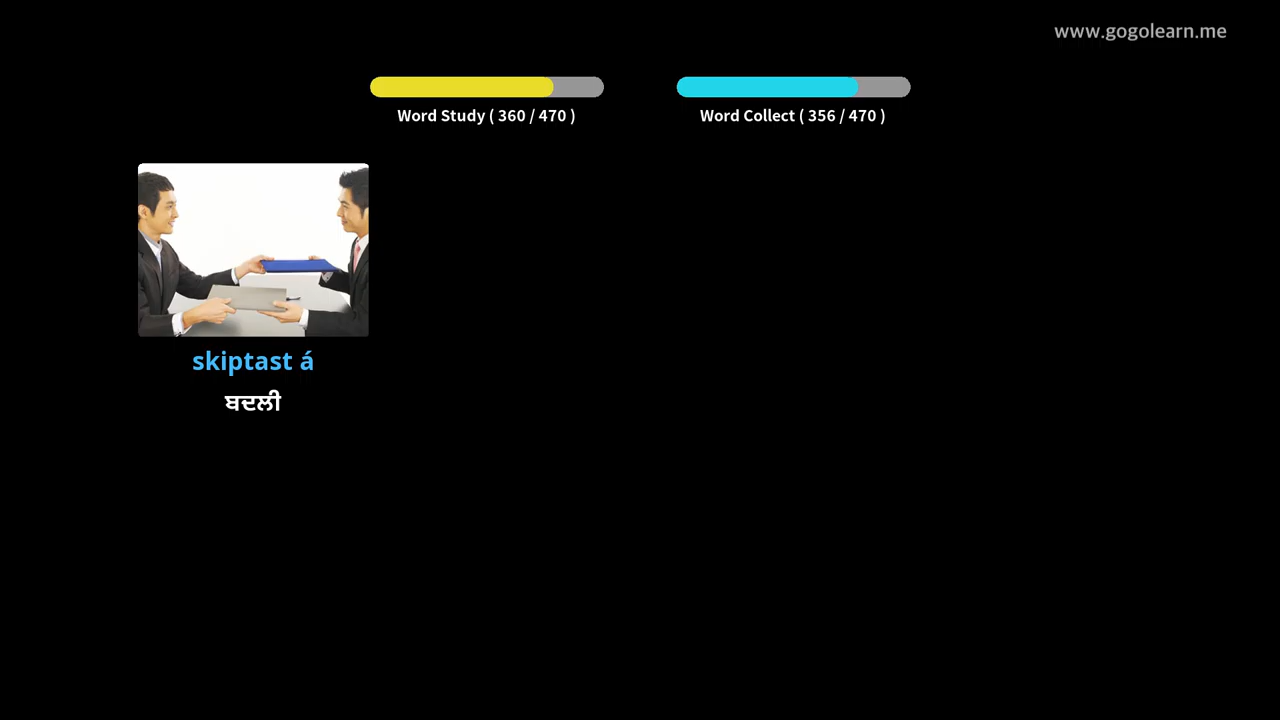 www.gogolearn.me
Word Study ( 360 / 470 )
Word Collect ( 356 / 470 )
skiptast á
ਬਦਲੀ